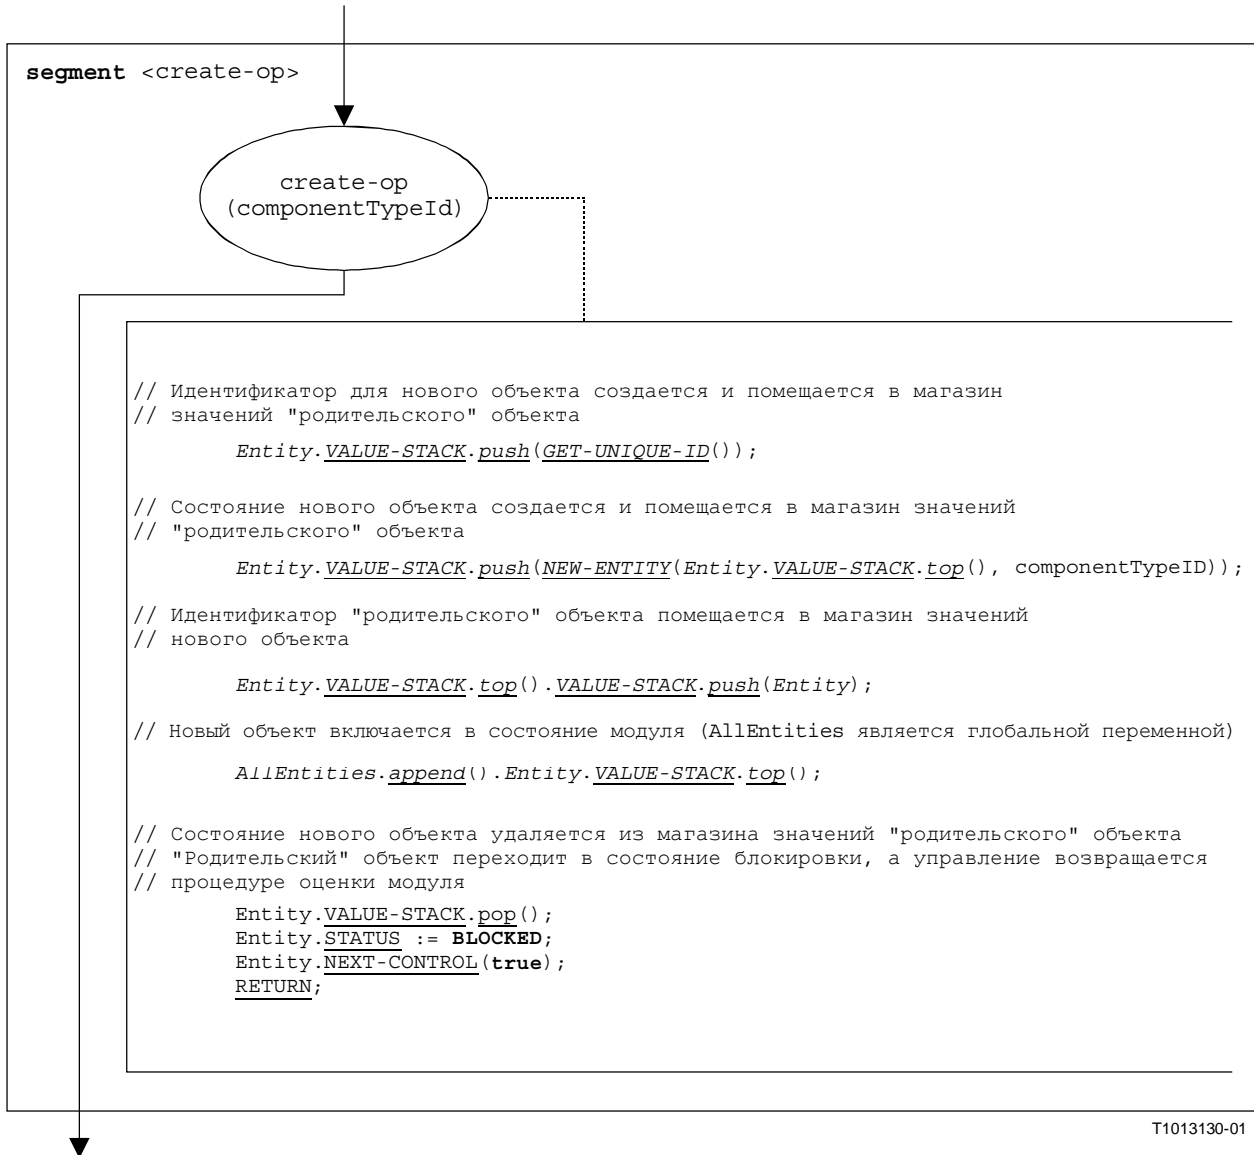 segment <create-op>
create-op
(componentTypeId)
// Идентификатор для нового объекта создается и помещается в магазин
// значений "родительского" объекта
Entity.VALUE-STACK.push(GET-UNIQUE-ID());
// Состояние нового объекта создается и помещается в магазин значений
// "родительского" объекта
Entity.VALUE-STACK.push(NEW-ENTITY(Entity.VALUE-STACK.top(), componentTypeID));
// Идентификатор "родительского" объекта помещается в магазин значений
// нового объекта
Entity.VALUE-STACK.top().VALUE-STACK.push(Entity);
// Новый объект включается в состояние модуля (AllEntities является глобальной переменной)
AllEntities.append().Entity.VALUE-STACK.top();
// Состояние нового объекта удаляется из магазина значений "родительского" объекта
// "Родительский" объект переходит в состояние блокировки, а управление возвращается
// процедуре оценки модуля
Entity.VALUE-STACK.pop();
Entity.STATUS := BLOCKED;
Entity.NEXT-CONTROL(true);
RETURN;
T1013130-01